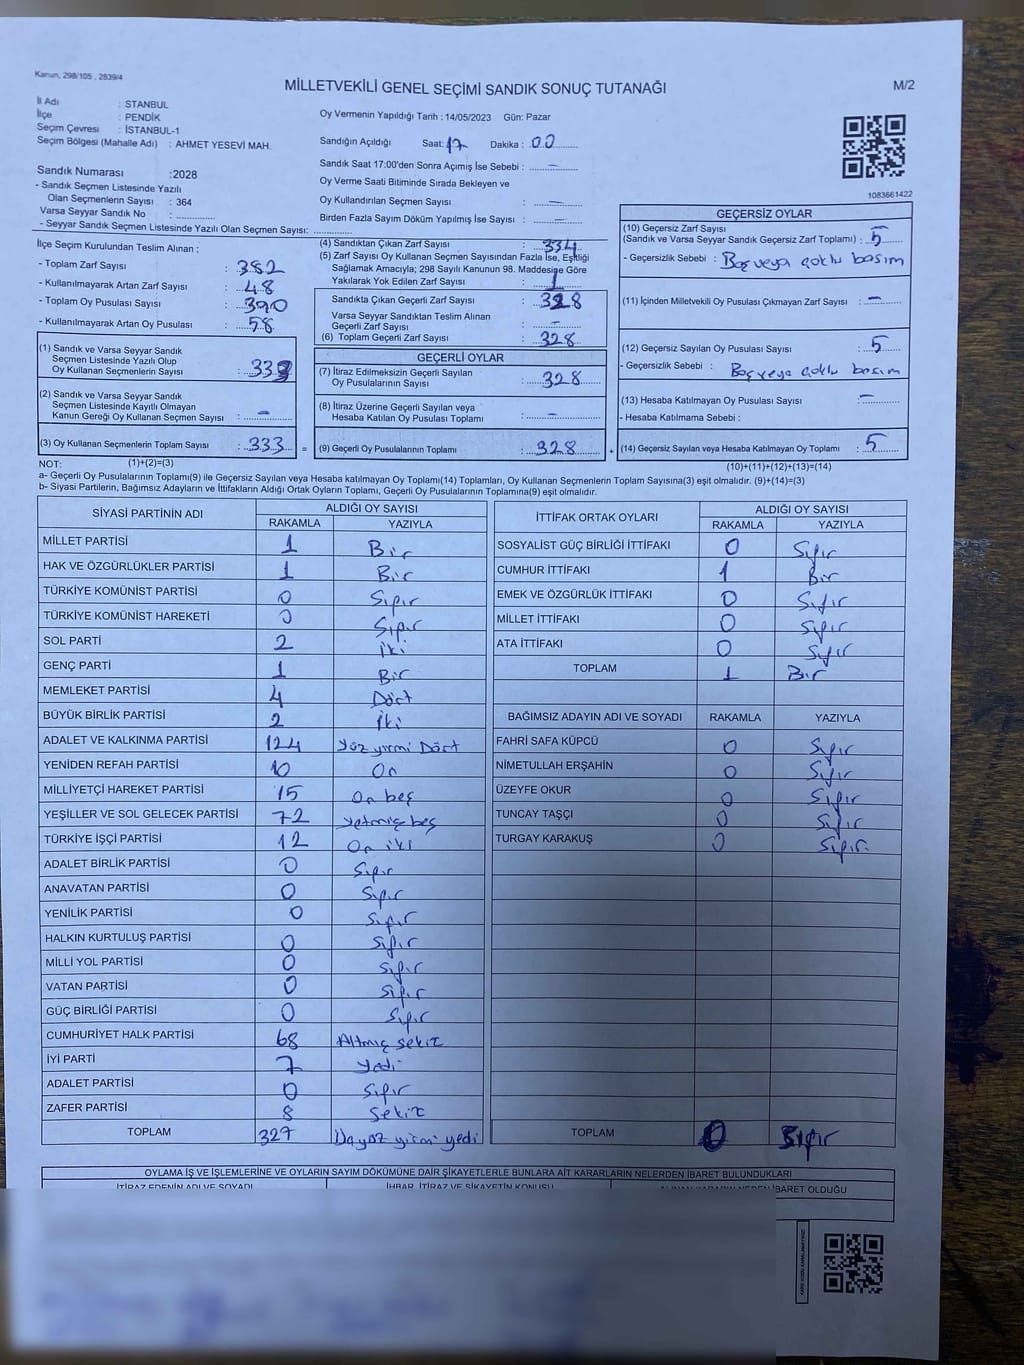 Kanun, 298/105 , 2839/4
MİLLETVEKİLİ GENEL SEÇİMİ SANDIK SONUÇ TUTANAĞI
M/2
İl Adı : STANBUL
İlçe : PENDİK
Seçim Çevresi : İSTANBUL-1
Seçim Bölgesi (Mahalle Adı) : AHMET YESEVİ MAH.
Sandık Numarası :2028
- Sandık Seçmen Listesinde Yazılı
Olan Seçmenlerin Sayısı : 364
Varsa Seyyar Sandık No : ..............
- Seyyar Sandık Seçmen Listesinde Yazılı Olan Seçmen Sayısı: ..............
Oy Vermenin Yapıldığı Tarih : 14/05/2023 Gün: Pazar
Sandığın Açıldığı Saat: 17 Dakika : 00
Sandık Saat 17:00'den Sonra Açımış İse Sebebi : —
Oy Verme Saati Bitiminde Sırada Bekleyen ve
Oy Kullandırılan Seçmen Sayısı : —
Birden Fazla Sayım Döküm Yapılmış İse Sayısı : —
1083661422
İlçe Seçim Kurulundan Teslim Alınan :
- Toplam Zarf Sayısı : 382
- Kullanılmayarak Artan Zarf Sayısı : 48
- Toplam Oy Pusulası Sayısı : 390
- Kullanılmayarak Artan Oy Pusulası : 58
(1) Sandık ve Varsa Seyyar Sandık
Seçmen Listesinde Yazılı Olup
Oy Kullanan Seçmenlerin Sayısı : 333
(2) Sandık ve Varsa Seyyar Sandık
Seçmen Listesinde Kayıtlı Olmayan
Kanun Gereği Oy Kullanan Seçmen Sayısı : —
(3) Oy Kullanan Seçmenlerin Toplam Sayısı : 333 =
(4) Sandıktan Çıkan Zarf Sayısı : 334
(5) Zarf Sayısı Oy Kullanan Seçmen Sayısından Fazla İse, Eşitliği
Sağlamak Amacıyla; 298 Sayılı Kanunun 98. Maddesine Göre
Yakılarak Yok Edilen Zarf Sayısı : 1
Sandıkta Çıkan Geçerli Zarf Sayısı : 328
Varsa Seyyar Sandıktan Teslim Alınan
Geçerli Zarf Sayısı : —
(6) Toplam Geçerli Zarf Sayısı : 328
GEÇERLİ OYLAR
(7) İtiraz Edilmeksizin Geçerli Sayılan
Oy Pusulalarının Sayısı : 328
(8) İtiraz Üzerine Geçerli Sayılan veya
Hesaba Katılan Oy Pusulası Toplamı : —
(9) Geçerli Oy Pusulalarının Toplamı : 328 +
GEÇERSİZ OYLAR
(10) Geçersiz Zarf Sayısı
(Sandık ve Varsa Seyyar Sandık Geçersiz Zarf Toplamı) : 5
- Geçersizlik Sebebi : Boş veya çoklu basım
(11) İçinden Milletvekili Oy Pusulası Çıkmayan Zarf Sayısı : —
(12) Geçersiz Sayılan Oy Pusulası Sayısı : 5
- Geçersizlik Sebebi : Boş veya çoklu basım
(13) Hesaba Katılmayan Oy Pusulası Sayısı : —
- Hesaba Katılmama Sebebi :
(14) Geçersiz Sayılan veya Hesaba Katılmayan Oy Toplamı : 5
NOT: (1)+(2)=(3)
(10)+(11)+(12)+(13)=(14)
a- Geçerli Oy Pusulalarının Toplamı(9) ile Geçersiz Sayılan veya Hesaba katılmayan Oy Toplamı(14) Toplamları, Oy Kullanan Seçmenlerin Toplam Sayısına(3) eşit olmalıdır. (9)+(14)=(3)
b- Siyasi Partilerin, Bağımsız Adayların ve İttifakların Aldığı Ortak Oyların Toplamı, Geçerli Oy Pusulalarının Toplamına(9) eşit olmalıdır.
SİYASİ PARTİNİN ADI ALDIĞI OY SAYISI
RAKAMLA YAZIYLA
MİLLET PARTİSİ 1 Bir
HAK VE ÖZGÜRLÜKLER PARTİSİ 1 Bir
TÜRKİYE KOMÜNİST PARTİSİ 0 Sıfır
TÜRKİYE KOMÜNİST HAREKETİ 0 Sıfır
SOL PARTİ 2 iki
GENÇ PARTİ 1 Bir
MEMLEKET PARTİSİ 4 Dört
BÜYÜK BİRLİK PARTİSİ 2 iki
ADALET VE KALKINMA PARTİSİ 124 Yüz yirmi Dört
YENİDEN REFAH PARTİSİ 10 On
MİLLİYETÇİ HAREKET PARTİSİ 15 On beş
YEŞİLLER VE SOL GELECEK PARTİSİ 72 yetmiş beş
TÜRKİYE İŞÇİ PARTİSİ 12 On iki
ADALET BİRLİK PARTİSİ 0 Sıfır
ANAVATAN PARTİSİ 0 Sıfır
YENİLİK PARTİSİ 0 Sıfır
HALKIN KURTULUŞ PARTİSİ 0 Sıfır
MİLLİ YOL PARTİSİ 0 Sıfır
VATAN PARTİSİ 0 Sıfır
GÜÇ BİRLİĞİ PARTİSİ 0 Sıfır
CUMHURİYET HALK PARTİSİ 68 Altmış sekiz
İYİ PARTİ 7 Yedi
ADALET PARTİSİ 0 Sıfır
ZAFER PARTİSİ 8 Sekiz
TOPLAM 327 Üçyüz yirmi yedi
İTTİFAK ORTAK OYLARI ALDIĞI OY SAYISI
RAKAMLA YAZIYLA
SOSYALİST GÜÇ BİRLİĞİ İTTİFAKI 0 Sıfır
CUMHUR İTTİFAKI 1 Bir
EMEK VE ÖZGÜRLÜK İTTİFAKI 0 Sıfır
MİLLET İTTİFAKI 0 Sıfır
ATA İTTİFAKI 0 Sıfır
TOPLAM 1 Bir
BAĞIMSIZ ADAYIN ADI VE SOYADI RAKAMLA YAZIYLA
FAHRİ SAFA KÜPCÜ 0 Sıfır
NİMETULLAH ERŞAHİN 0 Sıfır
ÜZEYFE OKUR 0 Sıfır
TUNCAY TAŞÇI 0 Sıfır
TURGAY KARAKUŞ 0 Sıfır
TOPLAM 0 Sıfır
OYLAMA İŞ VE İŞLEMLERİNE VE OYLARIN SAYIM DÖKÜMÜNE DAİR ŞİKAYETLERLE BUNLARA AİT KARARLARIN NELERDEN İBARET BULUNDUKLARI
İTİRAZ EDENİN ADI VE SOYADI İHBAR, İTİRAZ VE ŞİKAYETİN KONUSU İBARET OLDUĞU